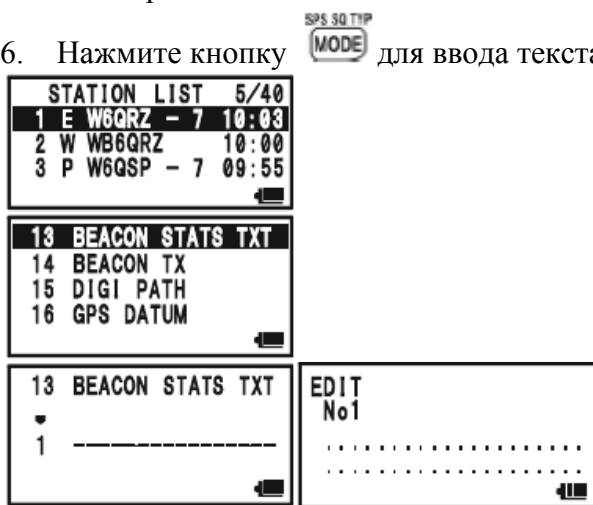 SPS SQ TYP
6. Нажмите кнопку MODE для ввода текста
STATION LIST 5/40
1 E W6QRZ - 7 10:03
2 W WB6QRZ 10:00
3 P W6QSP - 7 09:55
13 BEACON STATS TXT
14 BEACON TX
15 DIGI PATH
16 GPS DATUM
13 BEACON STATS TXT
1 ----------------
EDIT
No1